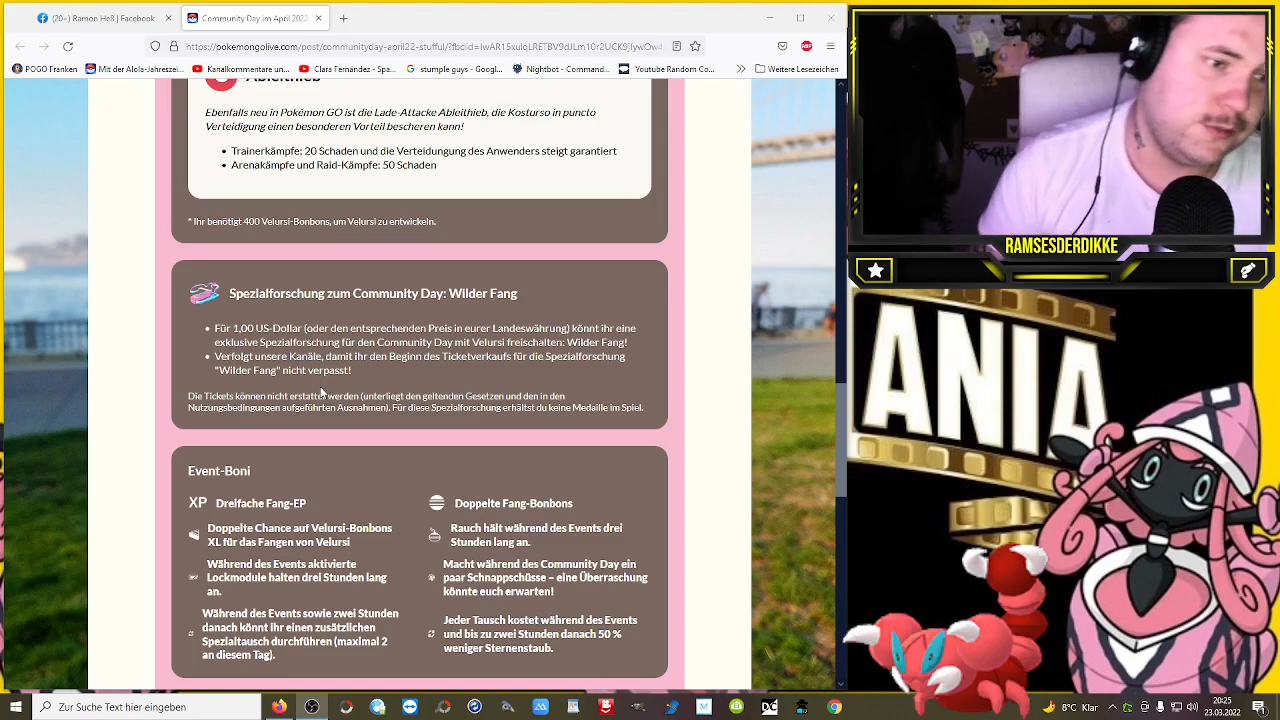 (20+) Ramon Heß | Facebook
Community Day im April 2022
https://pokemongolive.com/post/communityday-april22-stufful/?fbclid=
POGO Franken
Mit der Alola-Jahreszei...
Kanalkommentare un...
Clara Femaler - Spa...
stumple guys - Googl...
Nightbot - Comman...
Youtube Random Co...
Weitere Lesezeichen
Ableithieb
Ebenfalls neu in Pokémon GO ist die Lade-Attacke Ableithieb, die Konterwurf in puncto
Verteidigung einen besonderen Vorteil bescheren kann!
Trainerkämpfe: 20 Schaden und die Verteidigung des Anwenders steigt garantiert
Arenakämpfe und Raid-Kämpfe: 50 Schaden
* Ihr benötigt 400 Velursi-Bonbons, um Velursi zu entwickeln.
Spezialforschung zum Community Day: Wilder Fang
Für 1,00 US-Dollar (oder den entsprechenden Preis in eurer Landeswährung) könnt ihr eine
exklusive Spezialforschung für den Community Day mit Velursi freischalten: Wilder Fang!
Verfolgt unsere Kanäle, damit ihr den Beginn des Ticketverkaufs für die Spezialforschung
"Wilder Fang" nicht verpasst!
Die Tickets können nicht erstattet werden (unterliegt den geltenden Gesetzen und den in den
Nutzungsbedingungen aufgeführten Ausnahmen). Für diese Spezialforschung erhältst du keine Medaille im Spiel.
Event-Boni
XP Dreifache Fang-EP
Doppelte Fang-Bonbons
Doppelte Chance auf Velursi-Bonbons
XL für das Fangen von Velursi
Rauch hält während des Events drei
Stunden lang an.
Während des Events aktivierte
Lockmodule halten drei Stunden lang
an.
Macht während des Community Day ein
paar Schnappschüsse – eine Überraschung
könnte euch erwarten!
Während des Events sowie zwei Stunden
danach könnt ihr einen zusätzlichen
Spezialtausch durchführen (maximal 2
an diesem Tag).
Jeder Tausch kostet während des Events
und bis zu zwei Stunden danach 50 %
weniger Sternenstaub.
RAMSESDERDIKKE
ANIA
Zur Suche Text hier eingeben
8°C Klar
20:25
23.03.2022